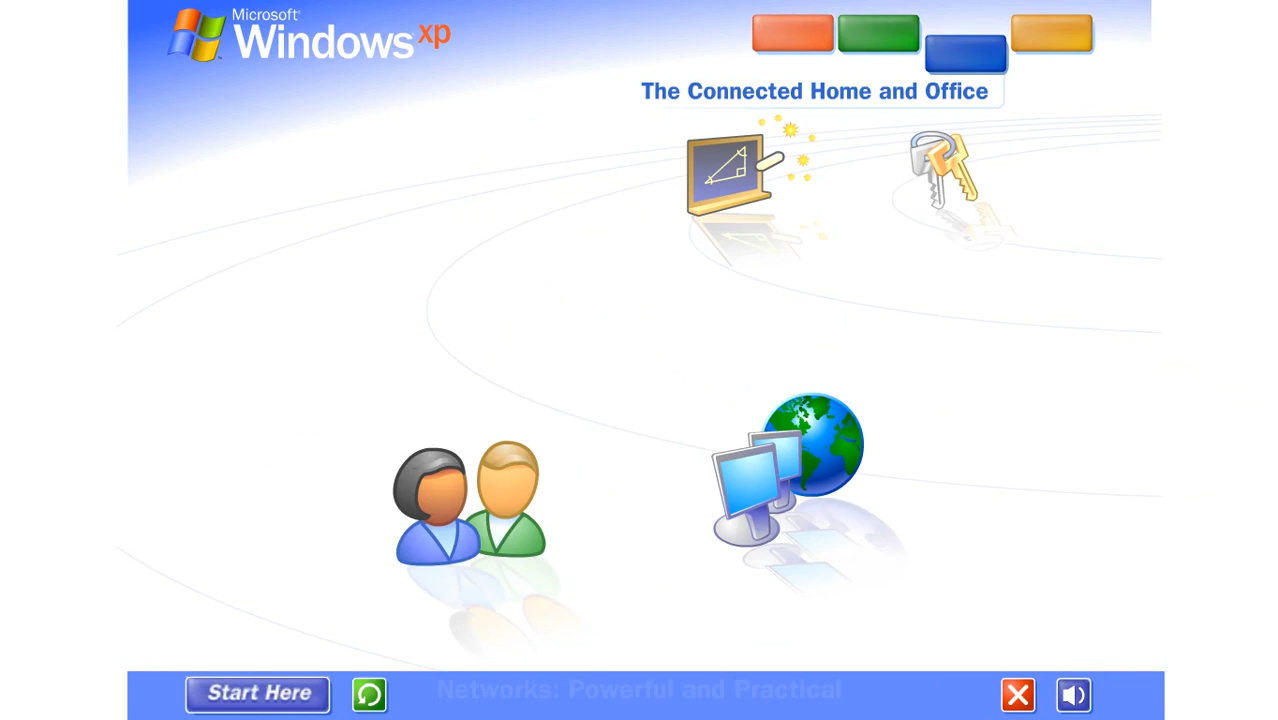 Microsoft®
Windows xp
The Connected Home and Office
Start Here
Networks: Powerful and Practical